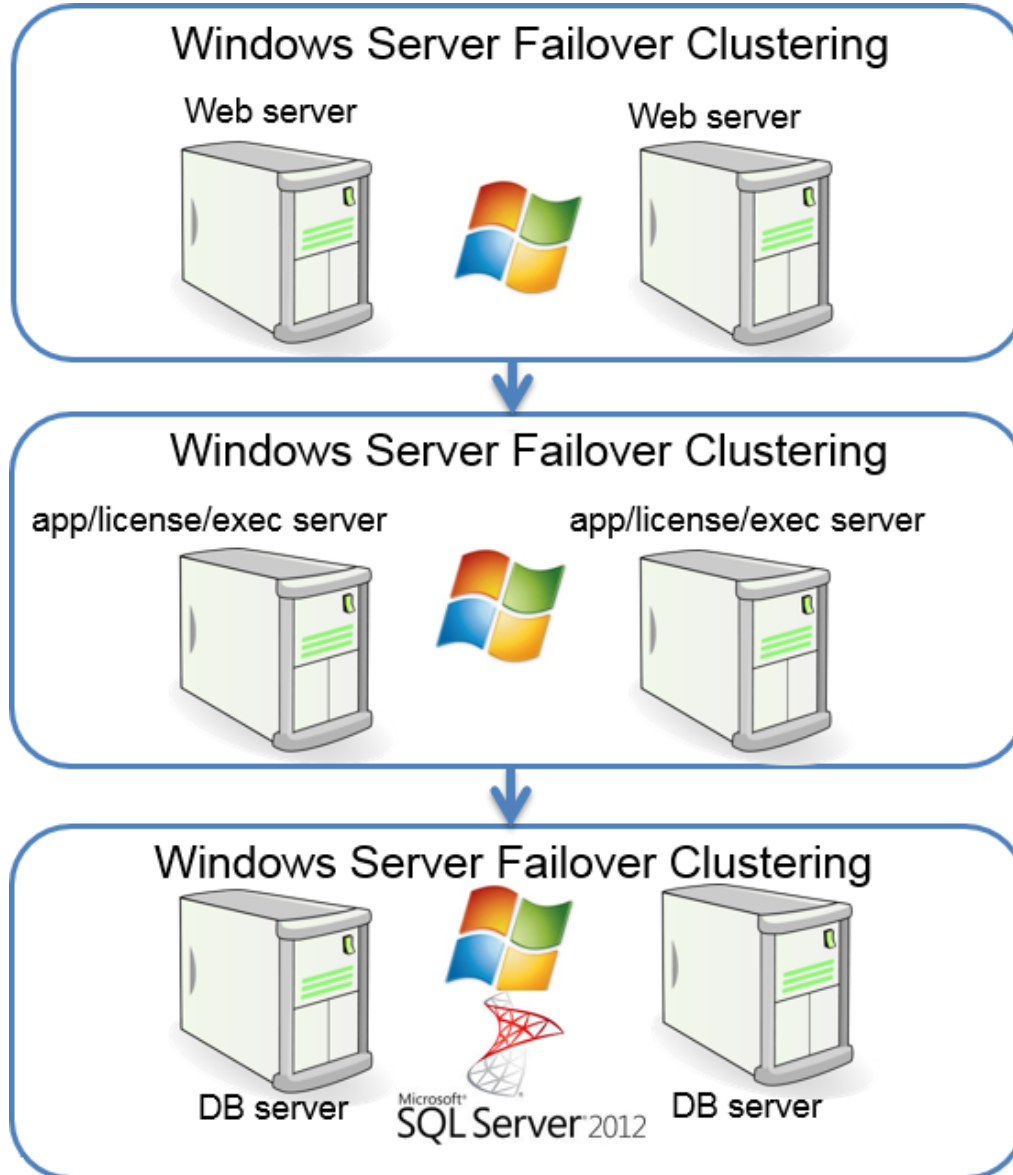 Windows Server Failover Clustering
Web server
Web server
Windows Server Failover Clustering
app/license/exec server
app/license/exec server
Windows Server Failover Clustering
DB server
Microsoft®
SQL Server® 2012
DB server